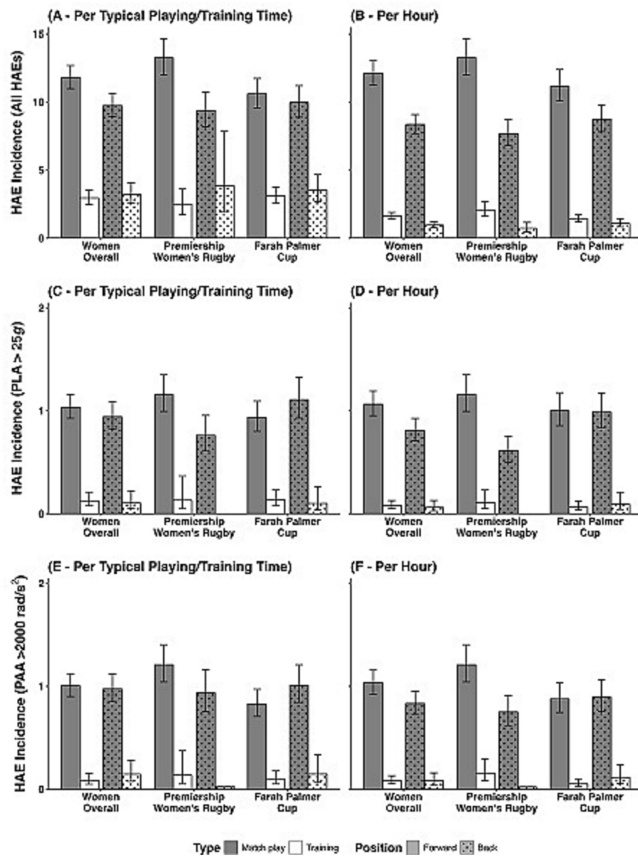 (A - Per Typical Playing/Training Time)
(B - Per Hour)
HAE Incidence (All HAEs)
15
10
5
0
Women Overall
Premiership Women's Rugby
Farah Palmer Cup
Women Overall
Premiership Women's Rugby
Farah Palmer Cup
(C - Per Typical Playing/Training Time)
(D - Per Hour)
HAE Incidence (PLA > 25g)
2
1
0
Women Overall
Premiership Women's Rugby
Farah Palmer Cup
Women Overall
Premiership Women's Rugby
Farah Palmer Cup
(E - Per Typical Playing/Training Time)
(F - Per Hour)
HAE Incidence (PAA >2000 rad/s²)
2
1
0
Women Overall
Premiership Women's Rugby
Farah Palmer Cup
Women Overall
Premiership Women's Rugby
Farah Palmer Cup
Type Match play Training Position Forward Back